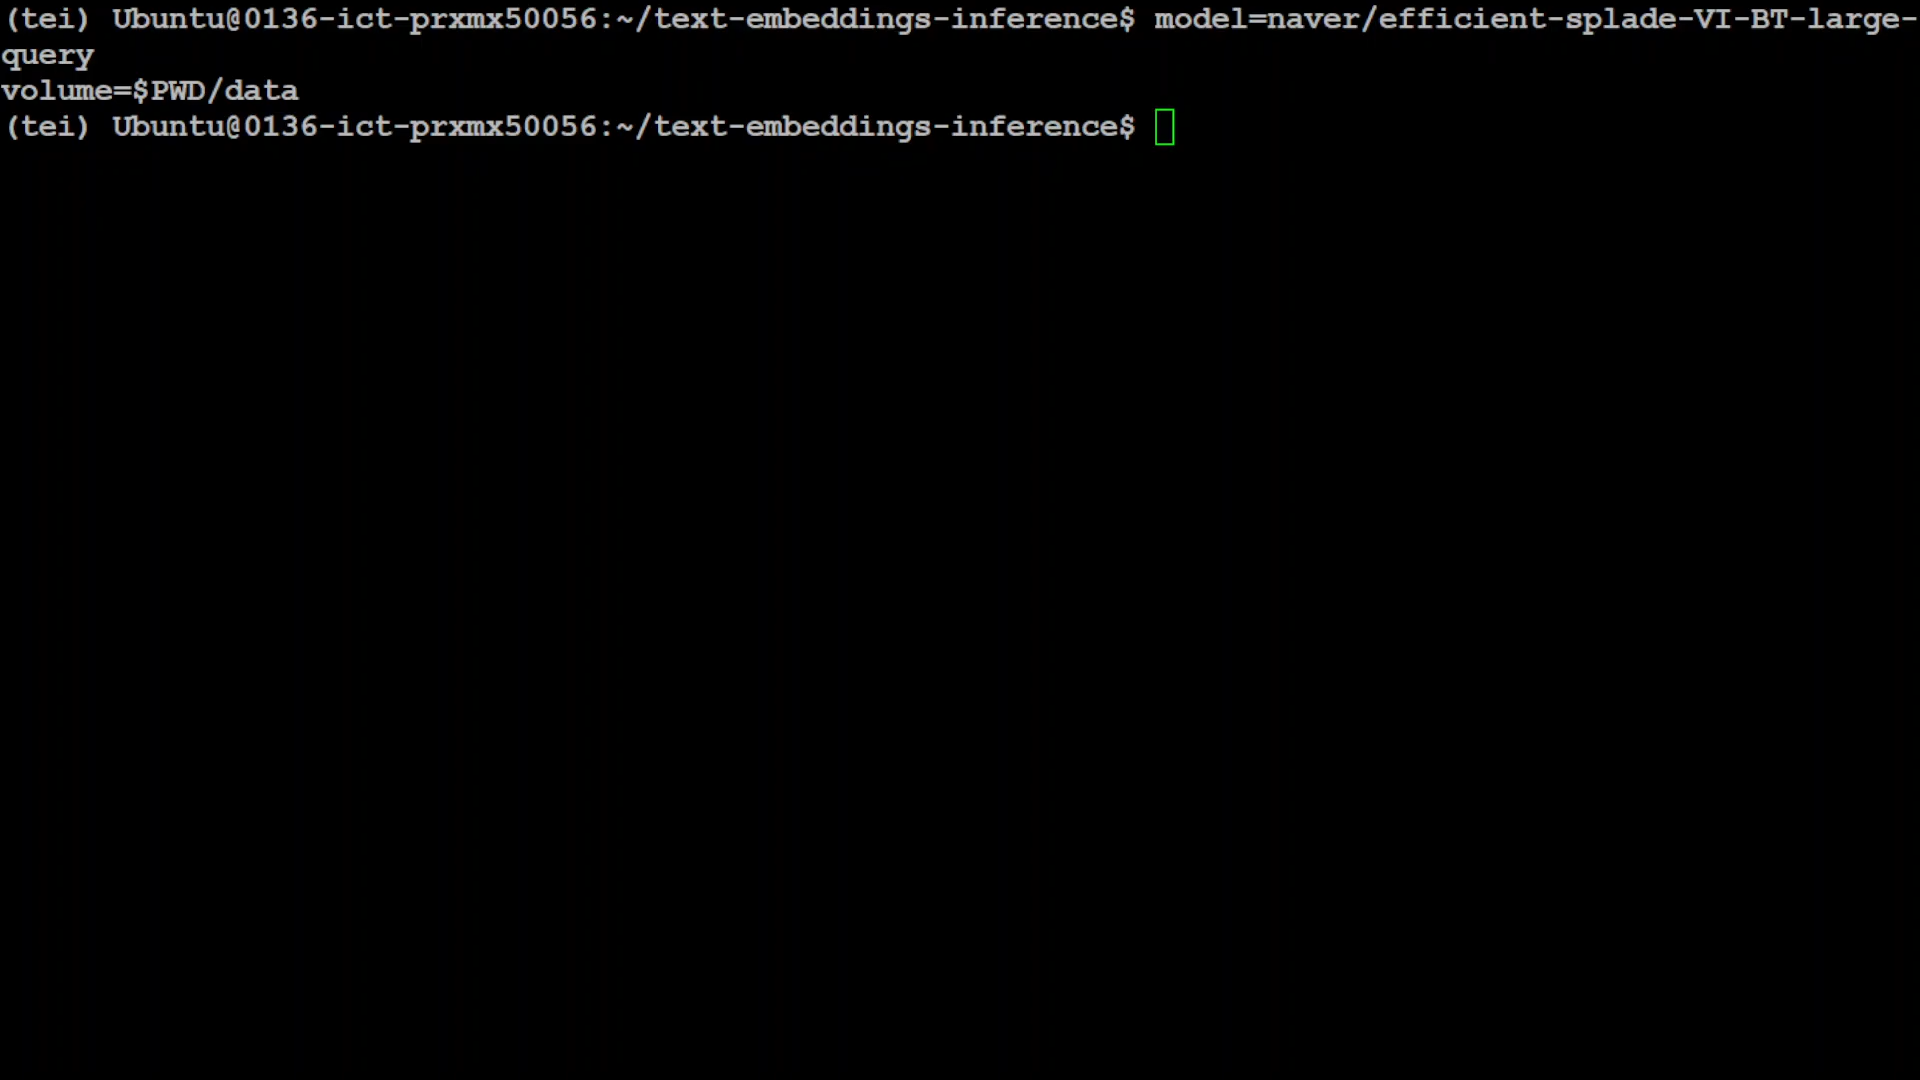 (tei) Ubuntu@0136-ict-prxmx50056:~/text-embeddings-inference$ model=naver/efficient-splade-VI-BT-large-
query
volume=$PWD/data
(tei) Ubuntu@0136-ict-prxmx50056:~/text-embeddings-inference$